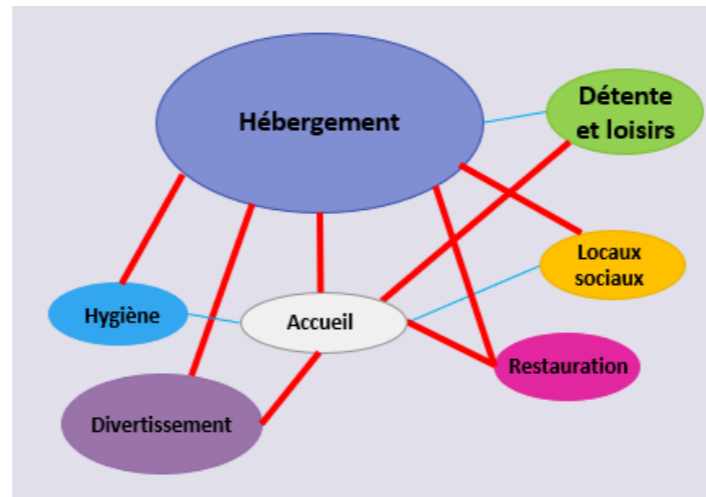 Hébergement
Détente
et loisirs
Locaux
sociaux
Hygiène
Accueil
Restauration
Divertissement